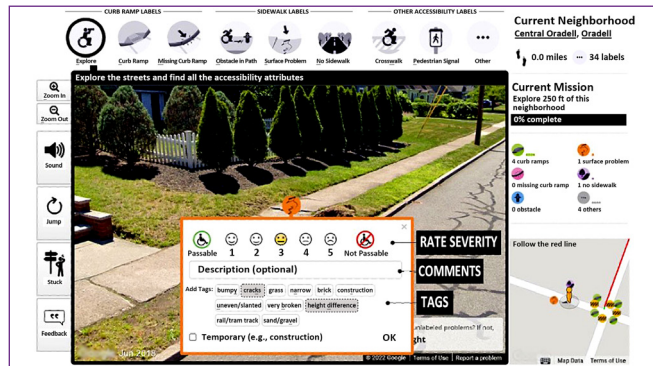 CURB RAMP LABELS
SIDEWALK LABELS
OTHER ACCESSIBILITY LABELS
Explore
Curb Ramp
Missing Curb Ramp
Obstacle in Path
Surface Problem
No Sidewalk
Crosswalk
Pedestrian Signal
Other
Current Neighborhood
Central Oradell, Oradell
0.0 miles
34 labels
Zoom In
Zoom Out
Sound
Jump
Stuck
Feedback
Explore the streets and find all the accessibility attributes
Current Mission
Explore 250 ft of this
neighborhood
0% complete
4 curb ramps
1 surface problem
0 missing curb ramp
1 no sidewalk
0 obstacle
4 others
Follow the red line
Passable
1
2
3
4
5
Not Passable
RATE SEVERITY
Description (optional)
COMMENTS
Add Tags:
bumpy
cracks
grass
narrow
brick
construction
uneven/slanted
very broken
height difference
rail/tram track
sand/gravel
TAGS
Temporary (e.g., construction)
OK
unlabeled problems? If not,
ght
Google, Jun 2018
© 2022 Google
Terms of Use
Report a problem
Map Data
Terms of Use